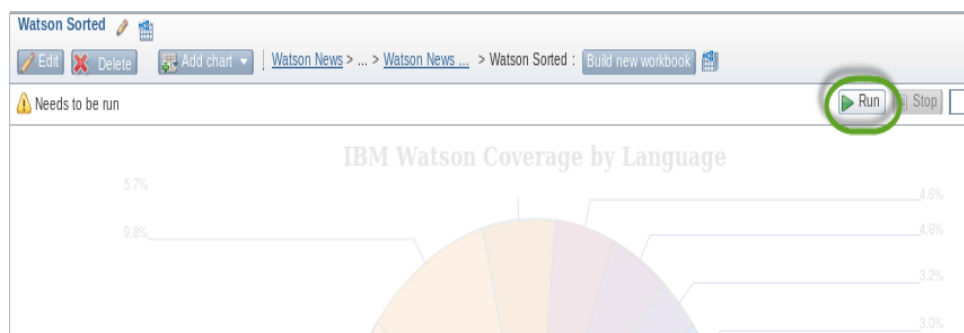 Watson Sorted
Edit Delete Add chart Watson News > ... > Watson News ... > Watson Sorted : Build new workbook
Needs to be run Run Stop
IBM Watson Coverage by Language
5.7% 4.6%
9.8% 4.6%
3.2%
3.0%